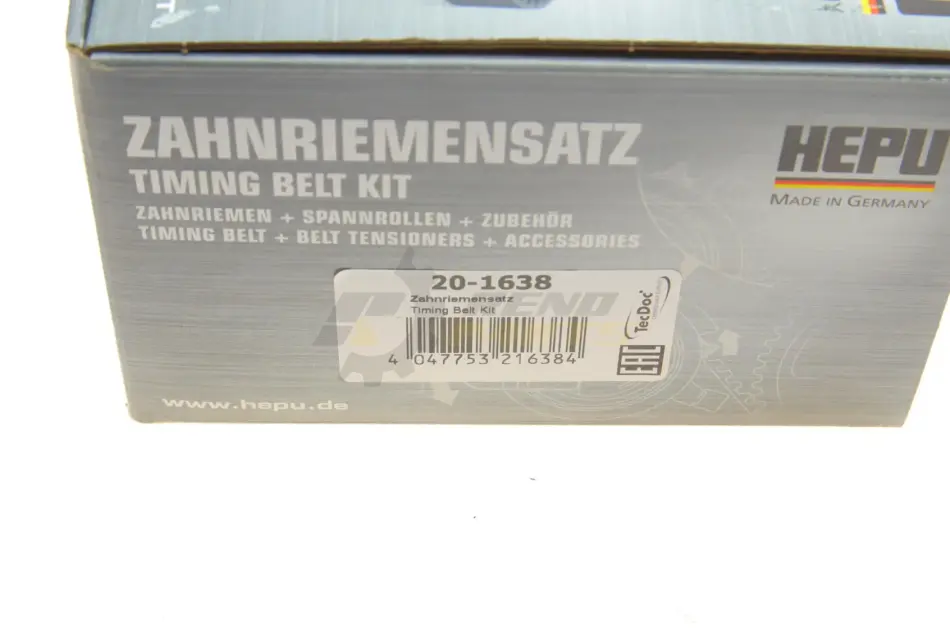 ZAHNRIEMENSATZ
TIMING BELT KIT
ZAHNRIEMEN + SPANNROLLEN + ZUBEHÖR
TIMING BELT + BELT TENSIONERS + ACCESSORIES
HEPU
MADE IN GERMANY
20-1638
Zahnriemensatz
Timing Belt Kit
4 047753 216384
TecDoc
EAC
www.hepu.de